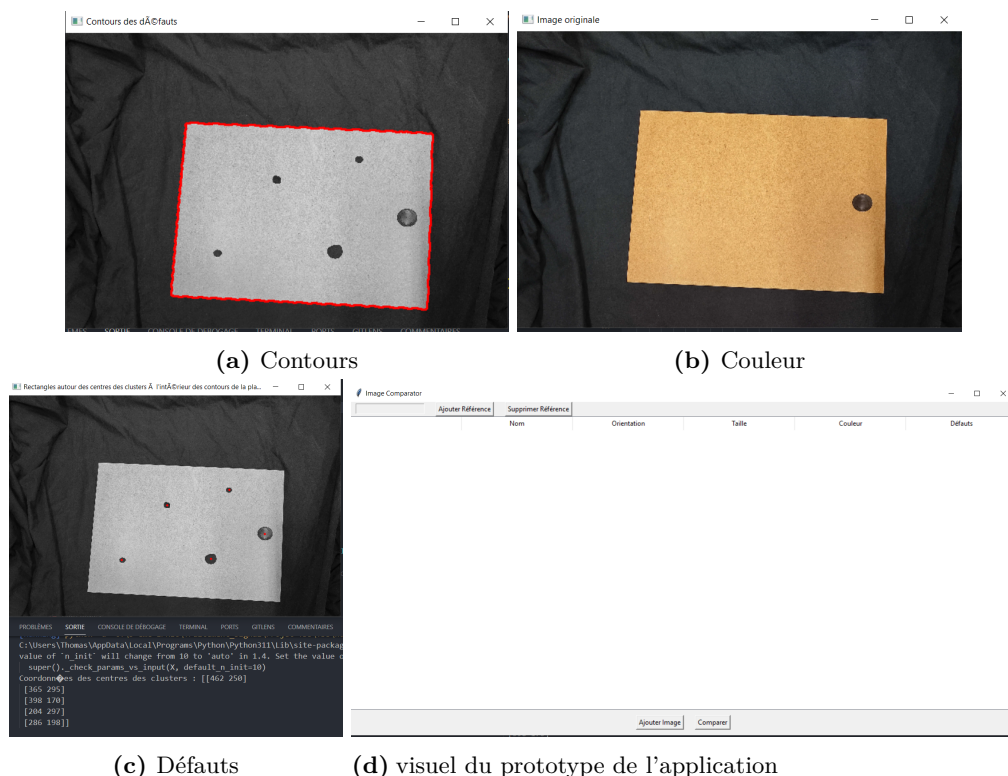 Contours des dÃ©fauts
Image originale
ÈMES SORTIE CONSOLE DE DÉBOGAGE TERMINAL PORTS GITLENS COMMENTAIRES
(a) Contours
(b) Couleur
Rectangles autour des centres des clusters Ã l'intÃ©rieur des contours de la pla...
PROBLÈMES SORTIE CONSOLE DE DÉBOGAGE TERMINAL PORTS GITLENS COMMENTAIRES
C:\Users\Thomas\AppData\Local\Programs\Python\Python311\Lib\site-packag
value of `n_init` will change from 10 to 'auto' in 1.4. Set the value o
super()._check_params_vs_input(X, default_n_init=10)
Coordonn�es des centres des clusters : [[462 250]
[365 295]
[398 170]
[204 297]
[286 198]]
Image Comparator
Ajouter Référence Supprimer Référence
Nom Orientation Taille Couleur Défauts
Ajouter Image Comparer
(c) Défauts
(d) visuel du prototype de l'application